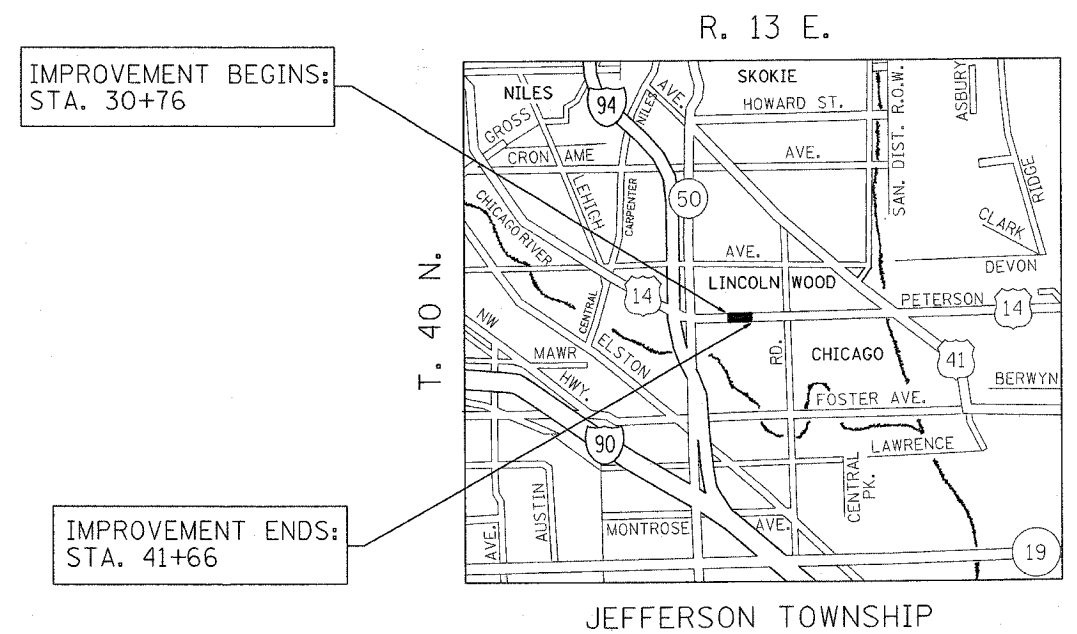 R. 13 E.
IMPROVEMENT BEGINS:
STA. 30+76
SKOKIE
NILES
94
AVE.
HOWARD ST.
SAN. DIST. R.O.W.
ASBURY
NILES
GROSS
CRON AME
AVE.
LEHIGH
CARPENTER
50
RIDGE
CHICAGO RIVER
CLARK
AVE.
DEVON
T. 40 N.
LINCOLN WOOD
14
PETERSON
14
CENTRAL
NW
HWY.
MAWR
ELSTON
RD.
CHICAGO
41
BERWYN
FOSTER AVE.
90
LAWRENCE
CENTRAL
PK.
IMPROVEMENT ENDS:
STA. 41+66
AVE.
AUSTIN
MONTROSE
AVE.
19
JEFFERSON TOWNSHIP